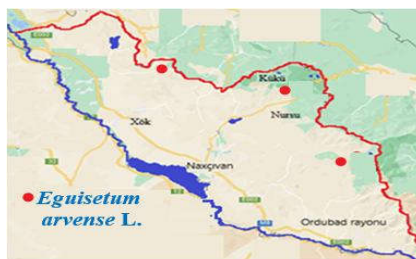 Kükü
Nursu
Xok
Naxçıvan
Eguisetum
arvense L.
Ordubad rayonu